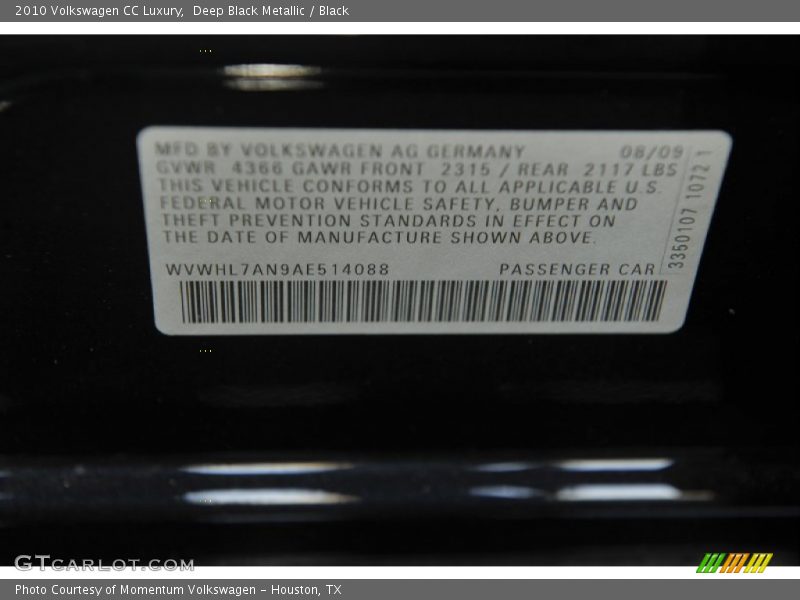 2010 Volkswagen CC Luxury,  Deep Black Metallic / Black
MFD BY VOLKSWAGEN AG GERMANY 08/09
GVWR 4366 GAWR FRONT 2315 / REAR 2117 LBS
THIS VEHICLE CONFORMS TO ALL APPLICABLE U.S.
FEDERAL MOTOR VEHICLE SAFETY, BUMPER AND
THEFT PREVENTION STANDARDS IN EFFECT ON
THE DATE OF MANUFACTURE SHOWN ABOVE.
WVWHL7AN9AE514088 PASSENGER CAR
3350107 1072 1
GTCARLOT.COM
Photo Courtesy of Momentum Volkswagen - Houston, TX